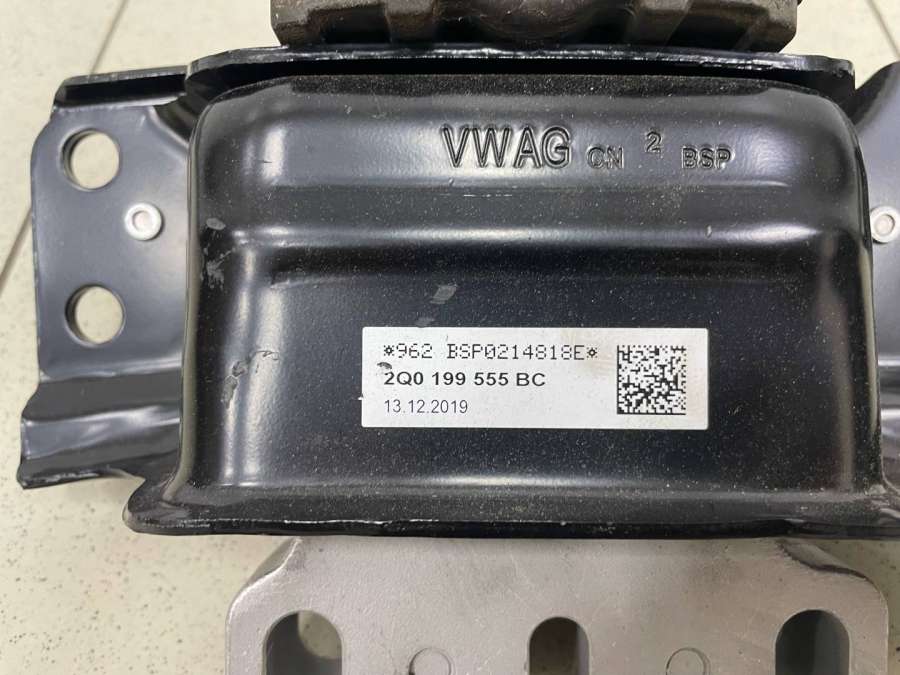 VWAG CN 2 BSP
*962 BSP0214818E*
2Q0 199 555 BC
13.12.2019